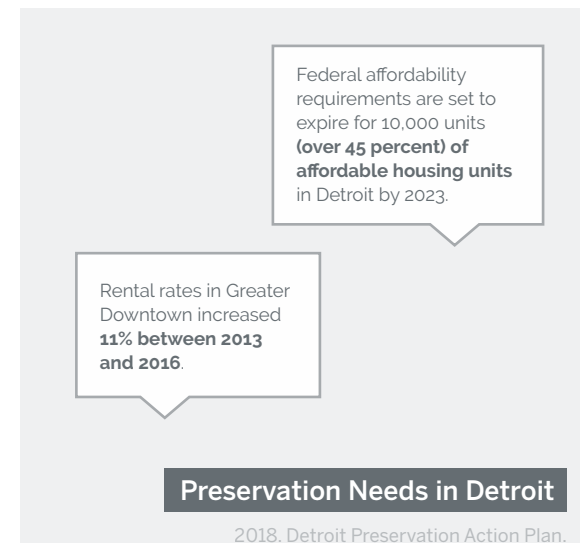 Federal affordability
requirements are set to
expire for 10,000 units
(over 45 percent) of
affordable housing units
in Detroit by 2023.
Rental rates in Greater
Downtown increased
11% between 2013
and 2016.
Preservation Needs in Detroit
2018. Detroit Preservation Action Plan.